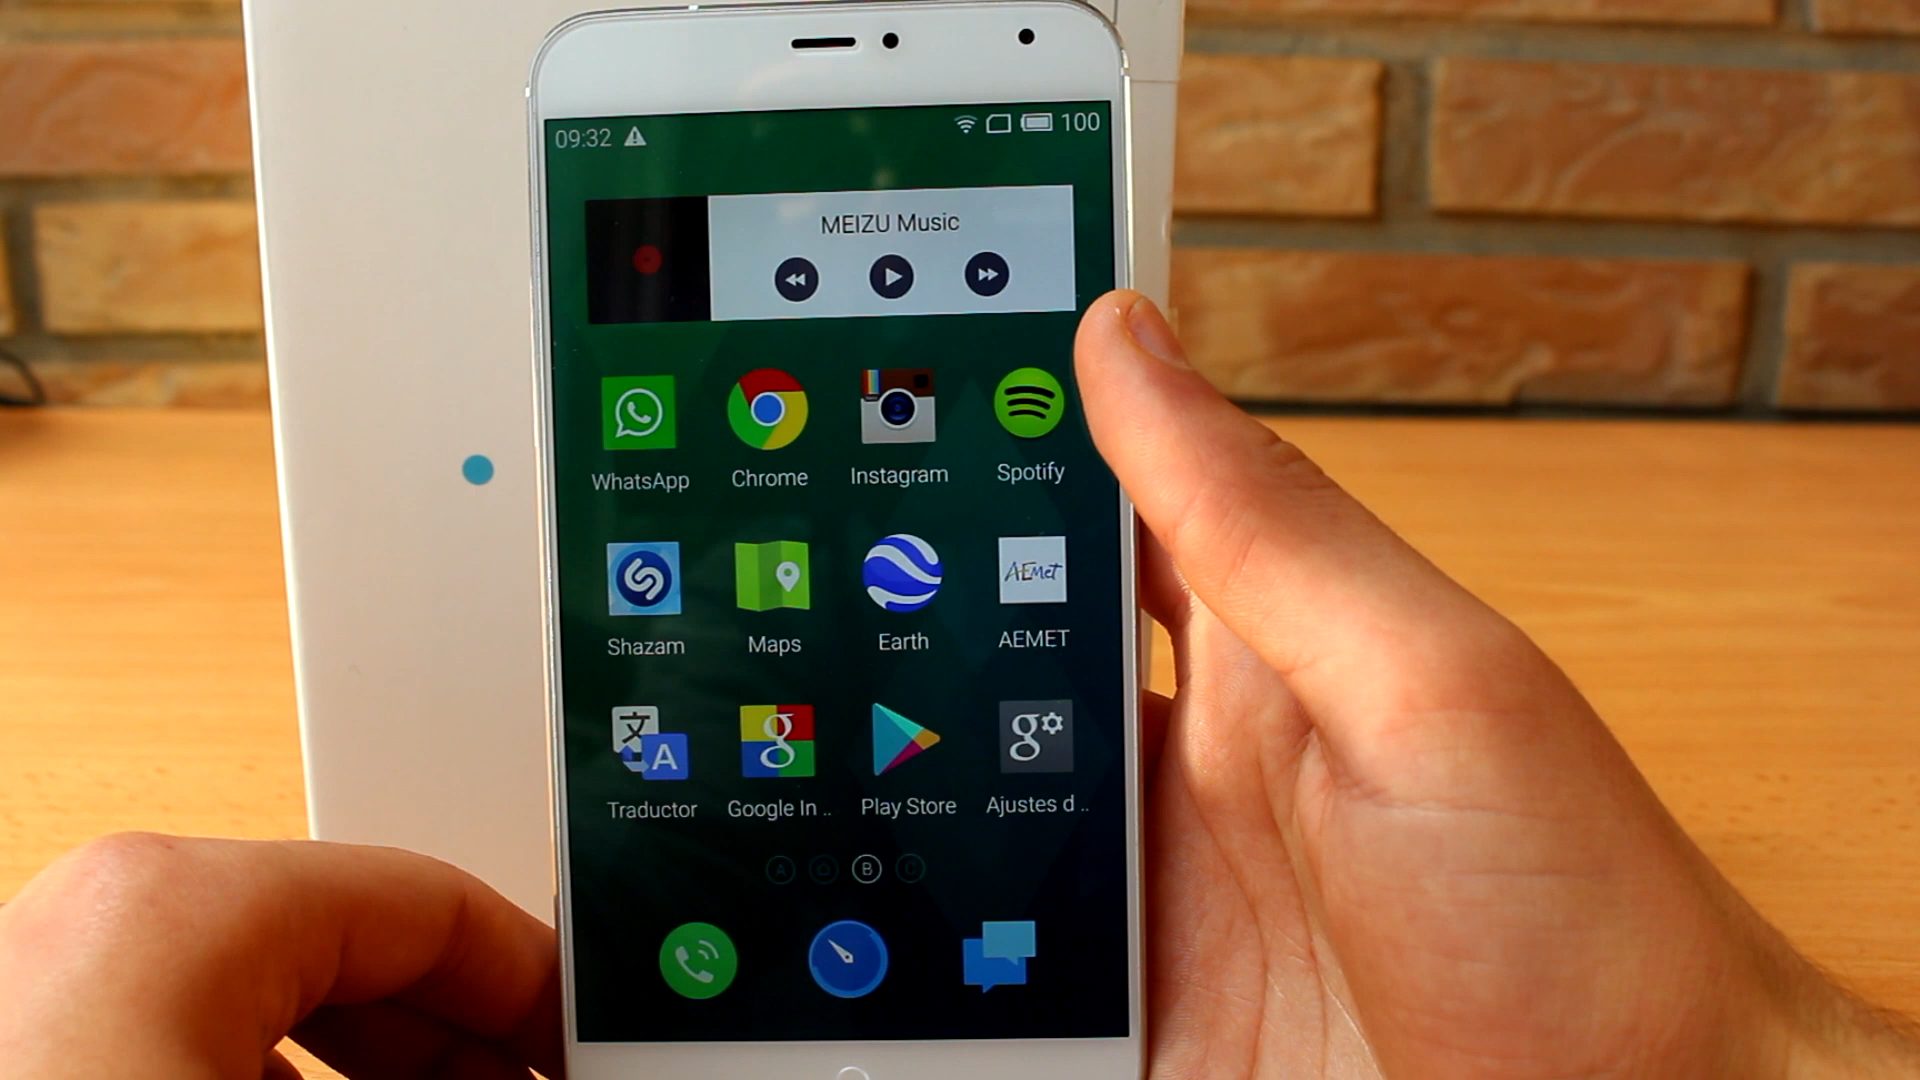 09:32 100
MEIZU Music
WhatsApp Chrome Instagram Spotify
AEMet
Shazam Maps Earth AEMET
文 A g g
Traductor Google In .. Play Store Ajustes d ..
A B C